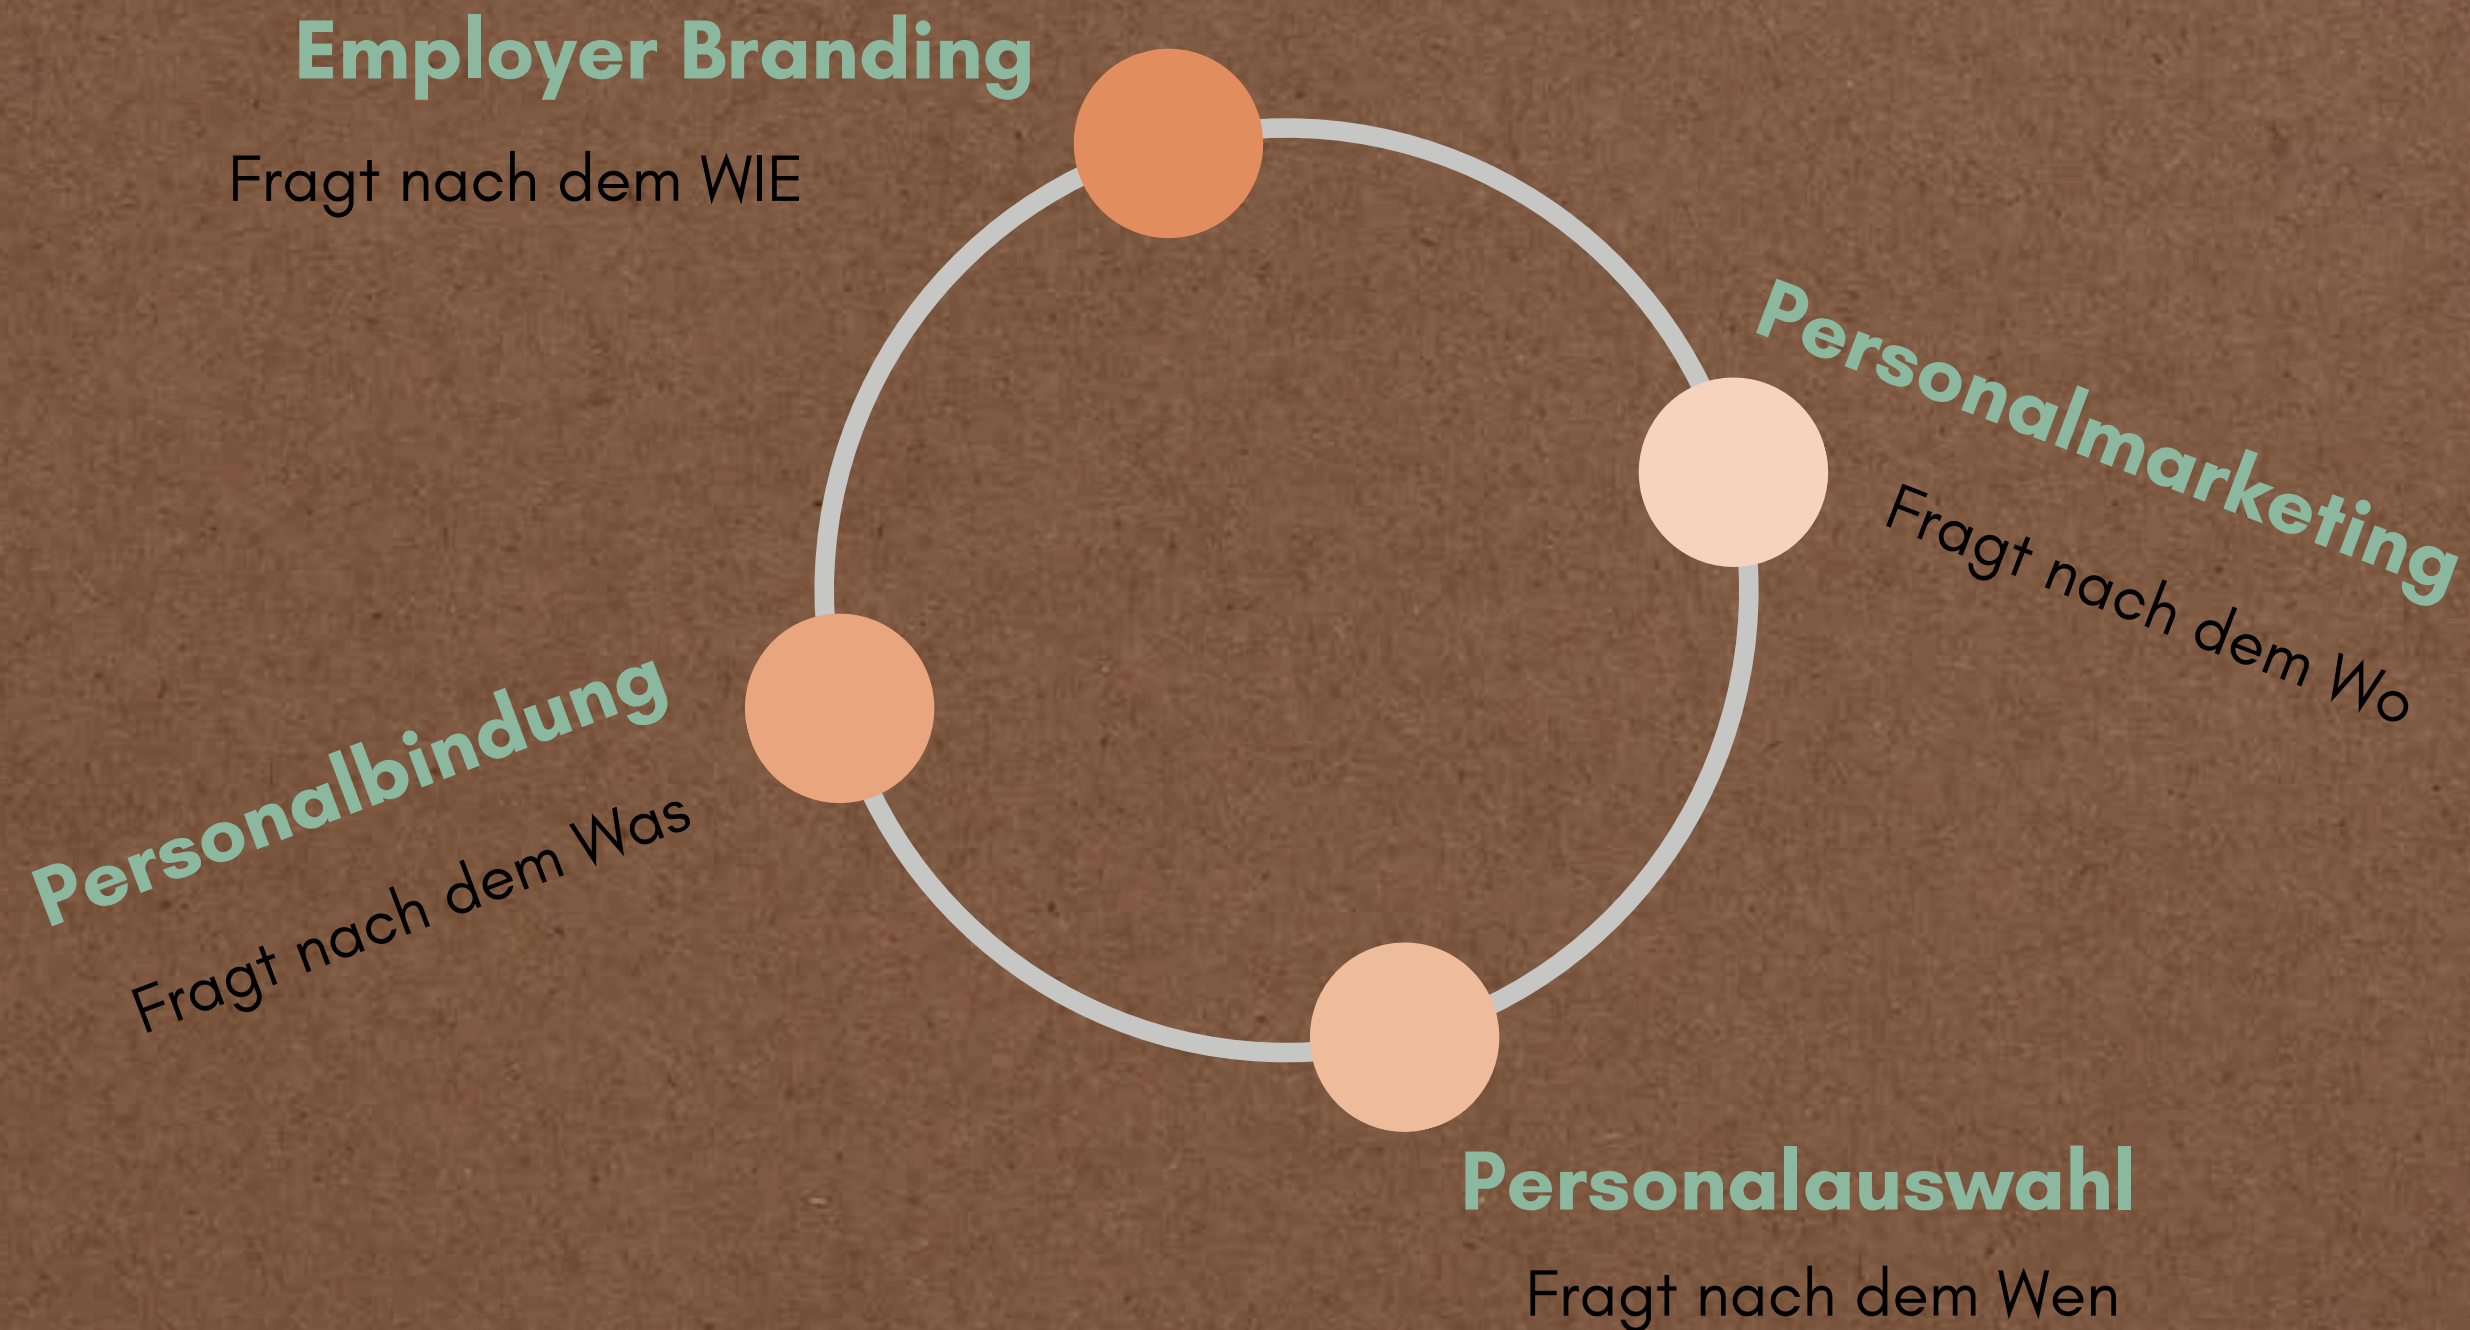 Employer Branding
Fragt nach dem WIE
Personalmarketing
Fragt nach dem Wo
Personalbindung
Fragt nach dem Was
Personalauswahl
Fragt nach dem Wen